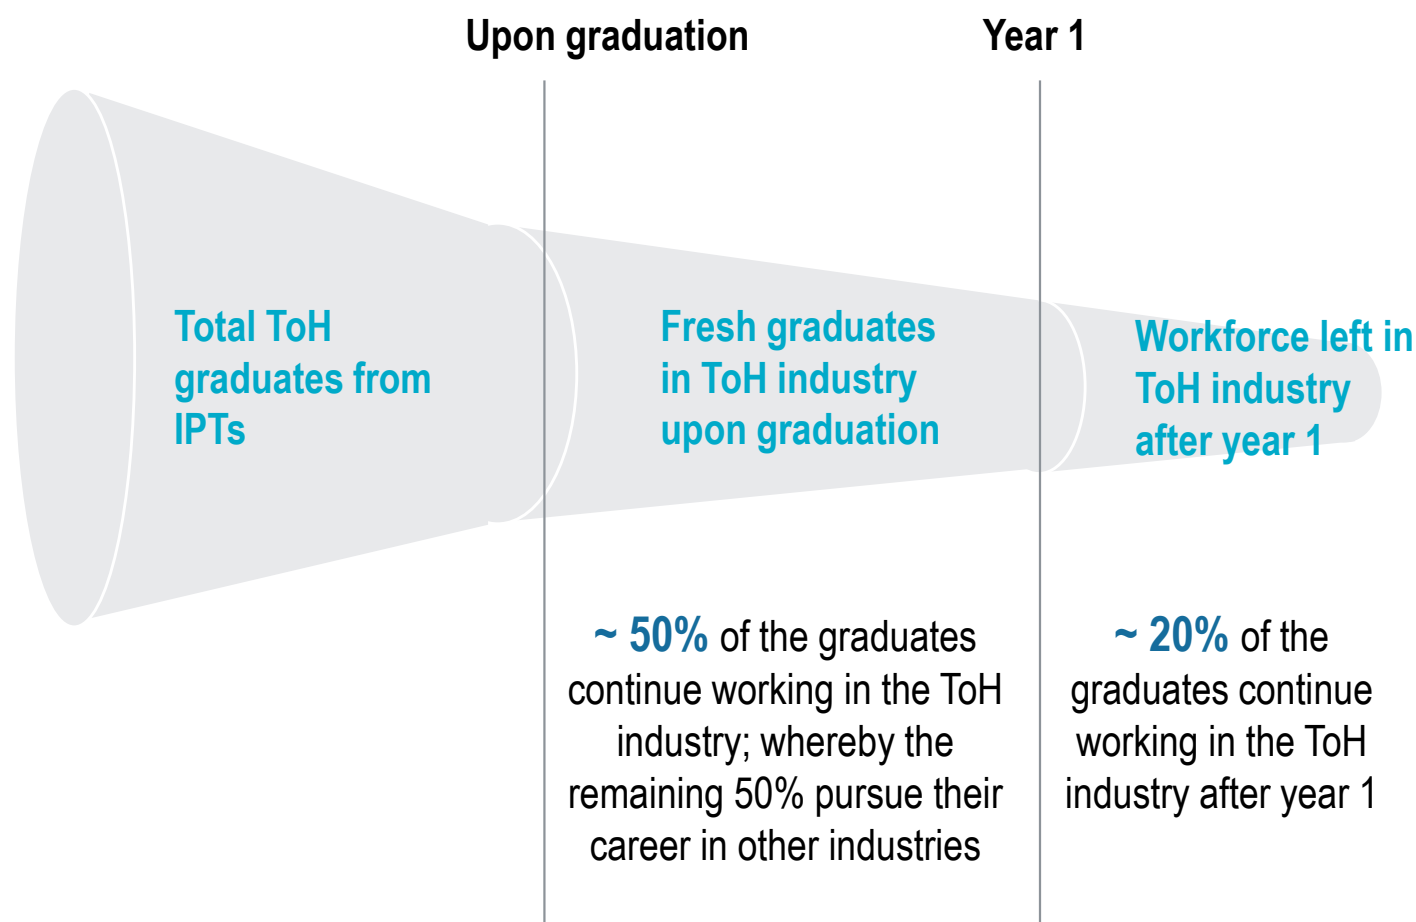 Upon graduation
Year 1
Total ToH
graduates from
IPTs
Fresh graduates
in ToH industry
upon graduation
Workforce left in
ToH industry
after year 1
~ 50% of the graduates
continue working in the ToH
industry; whereby the
remaining 50% pursue their
career in other industries
~ 20% of the
graduates continue
working in the ToH
industry after year 1